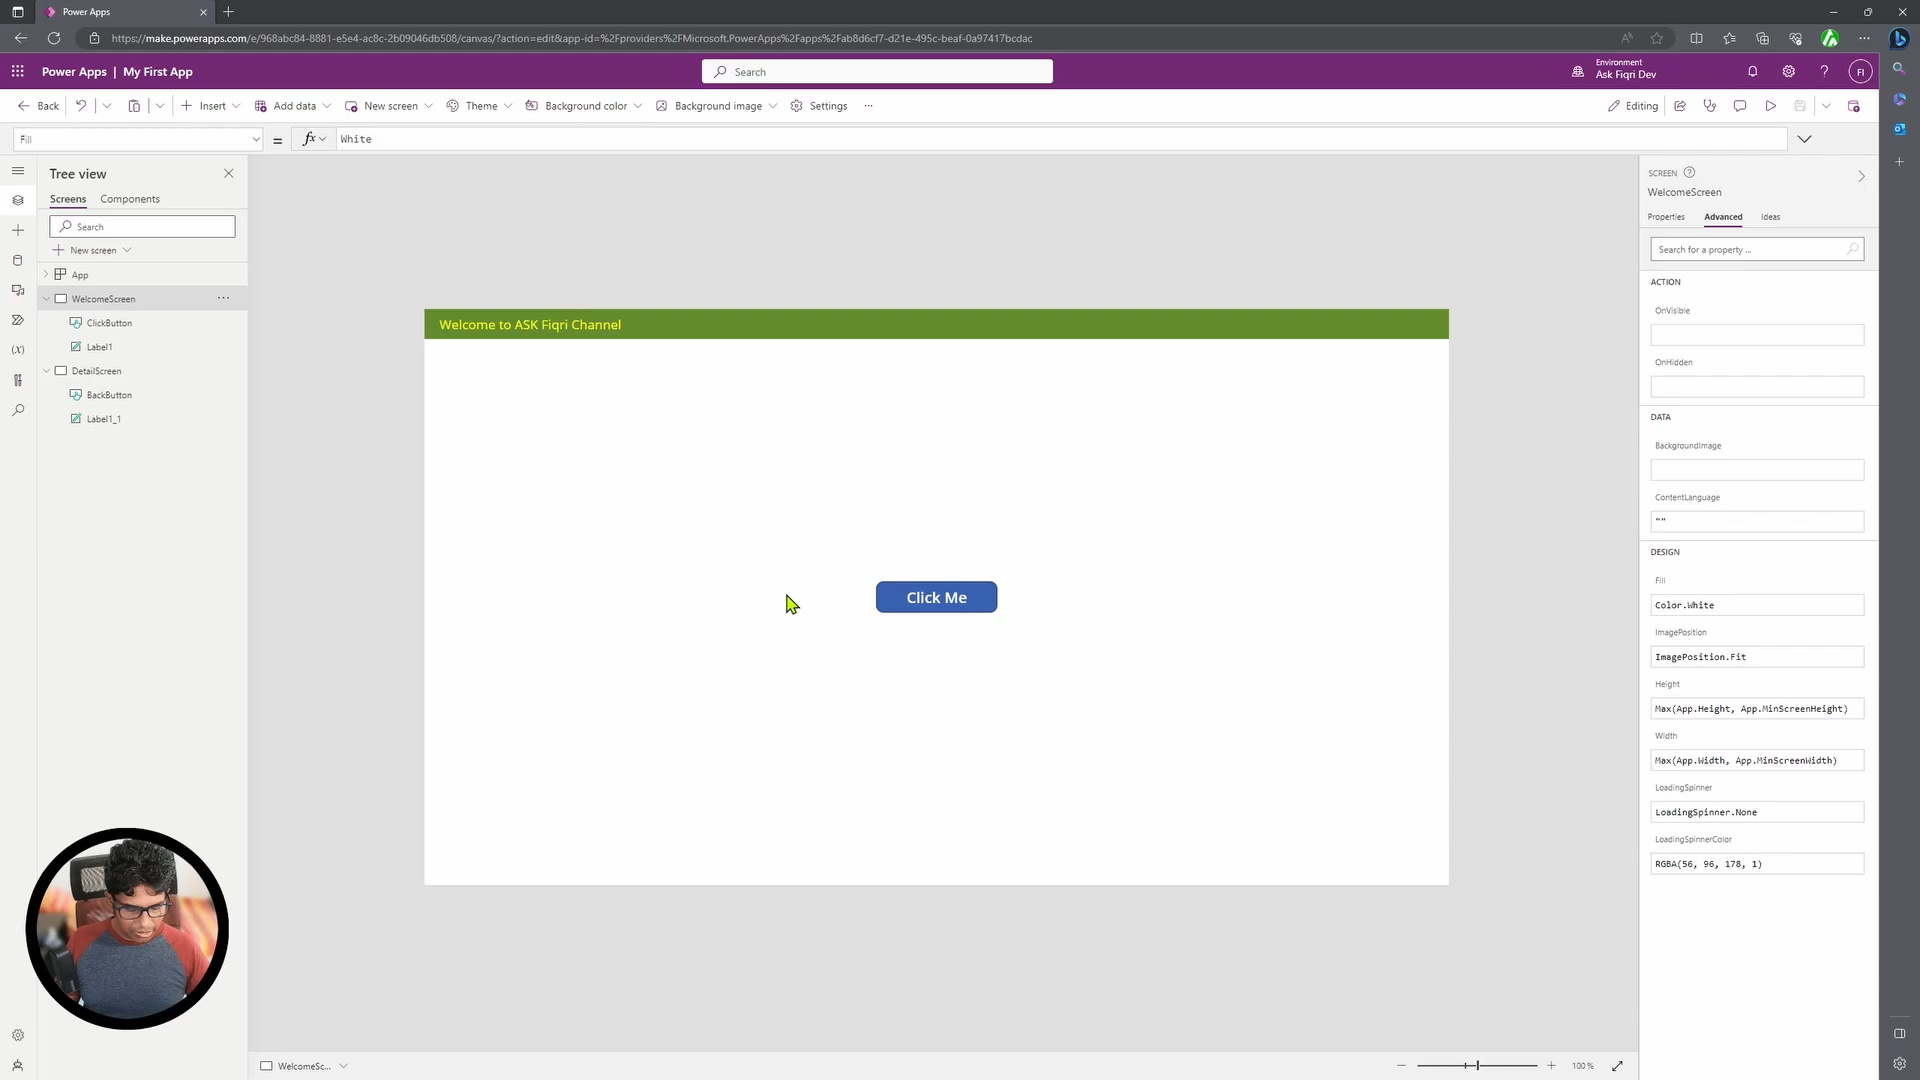 Power Apps
https://make.powerapps.com/e/968abc84-8881-e5e4-ac8c-2b09046db508/canvas/?action=edit&app-id=%2Fproviders%2FMicrosoft.PowerApps%2Fapps%2Fab8d6cf7-d21e-495c-beaf-0a97417bcdac
Power Apps | My First App
Search
Environment
Ask Fiqri Dev
FI
Back
Insert
Add data
New screen
Theme
Background color
Background image
Settings
Editing
Fill
=
fx
White
Tree view
Screens
Components
Search
New screen
App
WelcomeScreen
ClickButton
Label1
DetailScreen
BackButton
Label1_1
Welcome to ASK Fiqri Channel
Click Me
SCREEN
WelcomeScreen
Properties
Advanced
Ideas
Search for a property ...
ACTION
OnVisible
OnHidden
DATA
BackgroundImage
ContentLanguage
""
DESIGN
Fill
Color.White
ImagePosition
ImagePosition.Fit
Height
Max(App.Height, App.MinScreenHeight)
Width
Max(App.Width, App.MinScreenWidth)
LoadingSpinner
LoadingSpinner.None
LoadingSpinnerColor
RGBA(56, 96, 178, 1)
WelcomeSc...
100 %